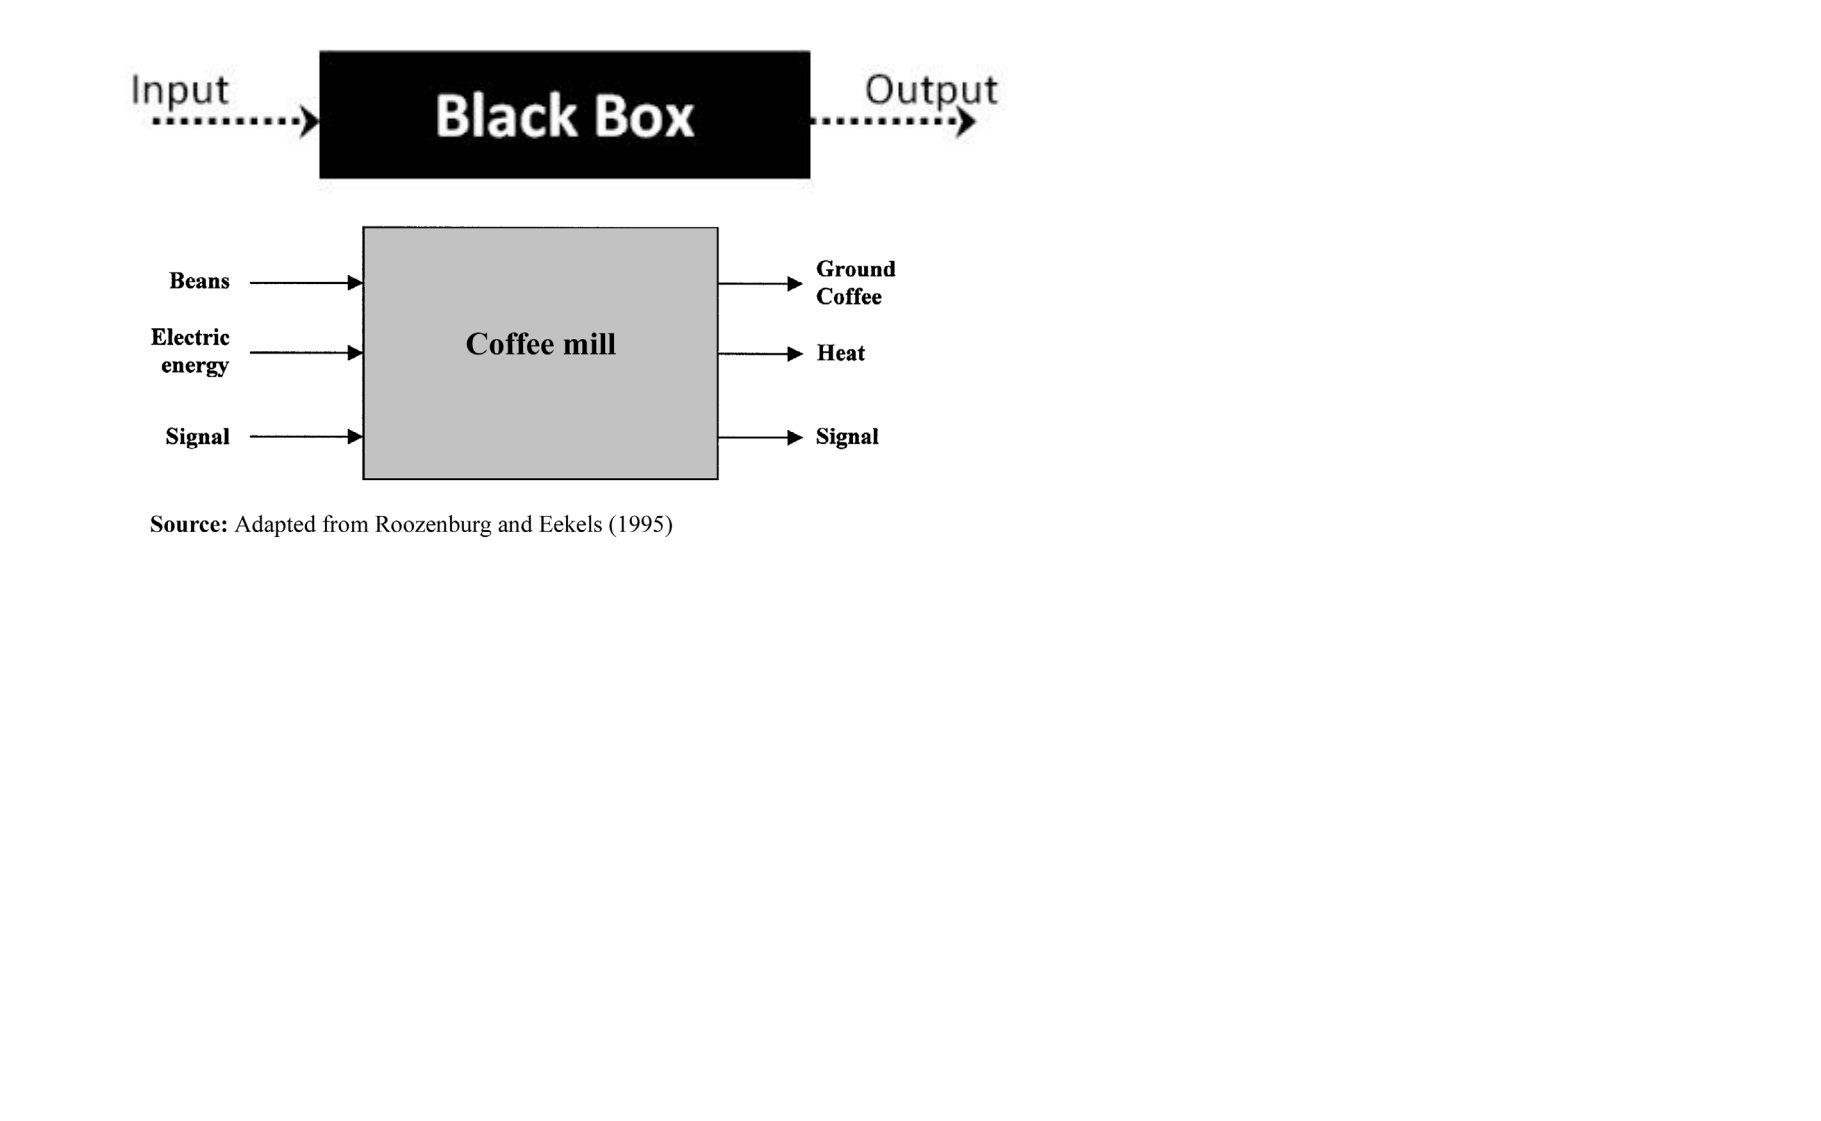 Input
Black Box
Output
Beans
Electric
energy
Signal
Coffee mill
Ground
Coffee
Heat
Signal
Source: Adapted from Roozenburg and Eekels (1995)